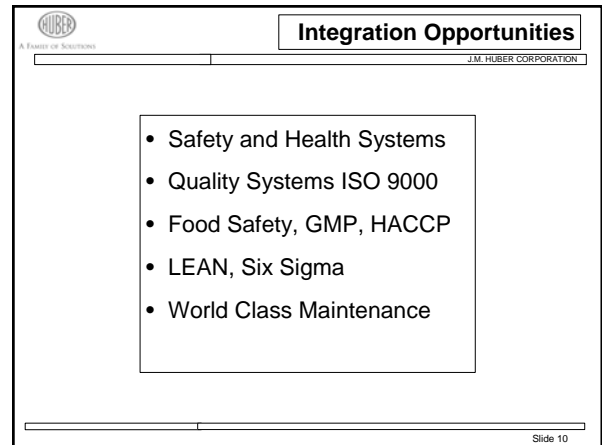 HUBER
A FAMILY OF SOLUTIONS
Integration Opportunities
J.M. HUBER CORPORATION
• Safety and Health Systems
• Quality Systems ISO 9000
• Food Safety, GMP, HACCP
• LEAN, Six Sigma
• World Class Maintenance
Slide 10